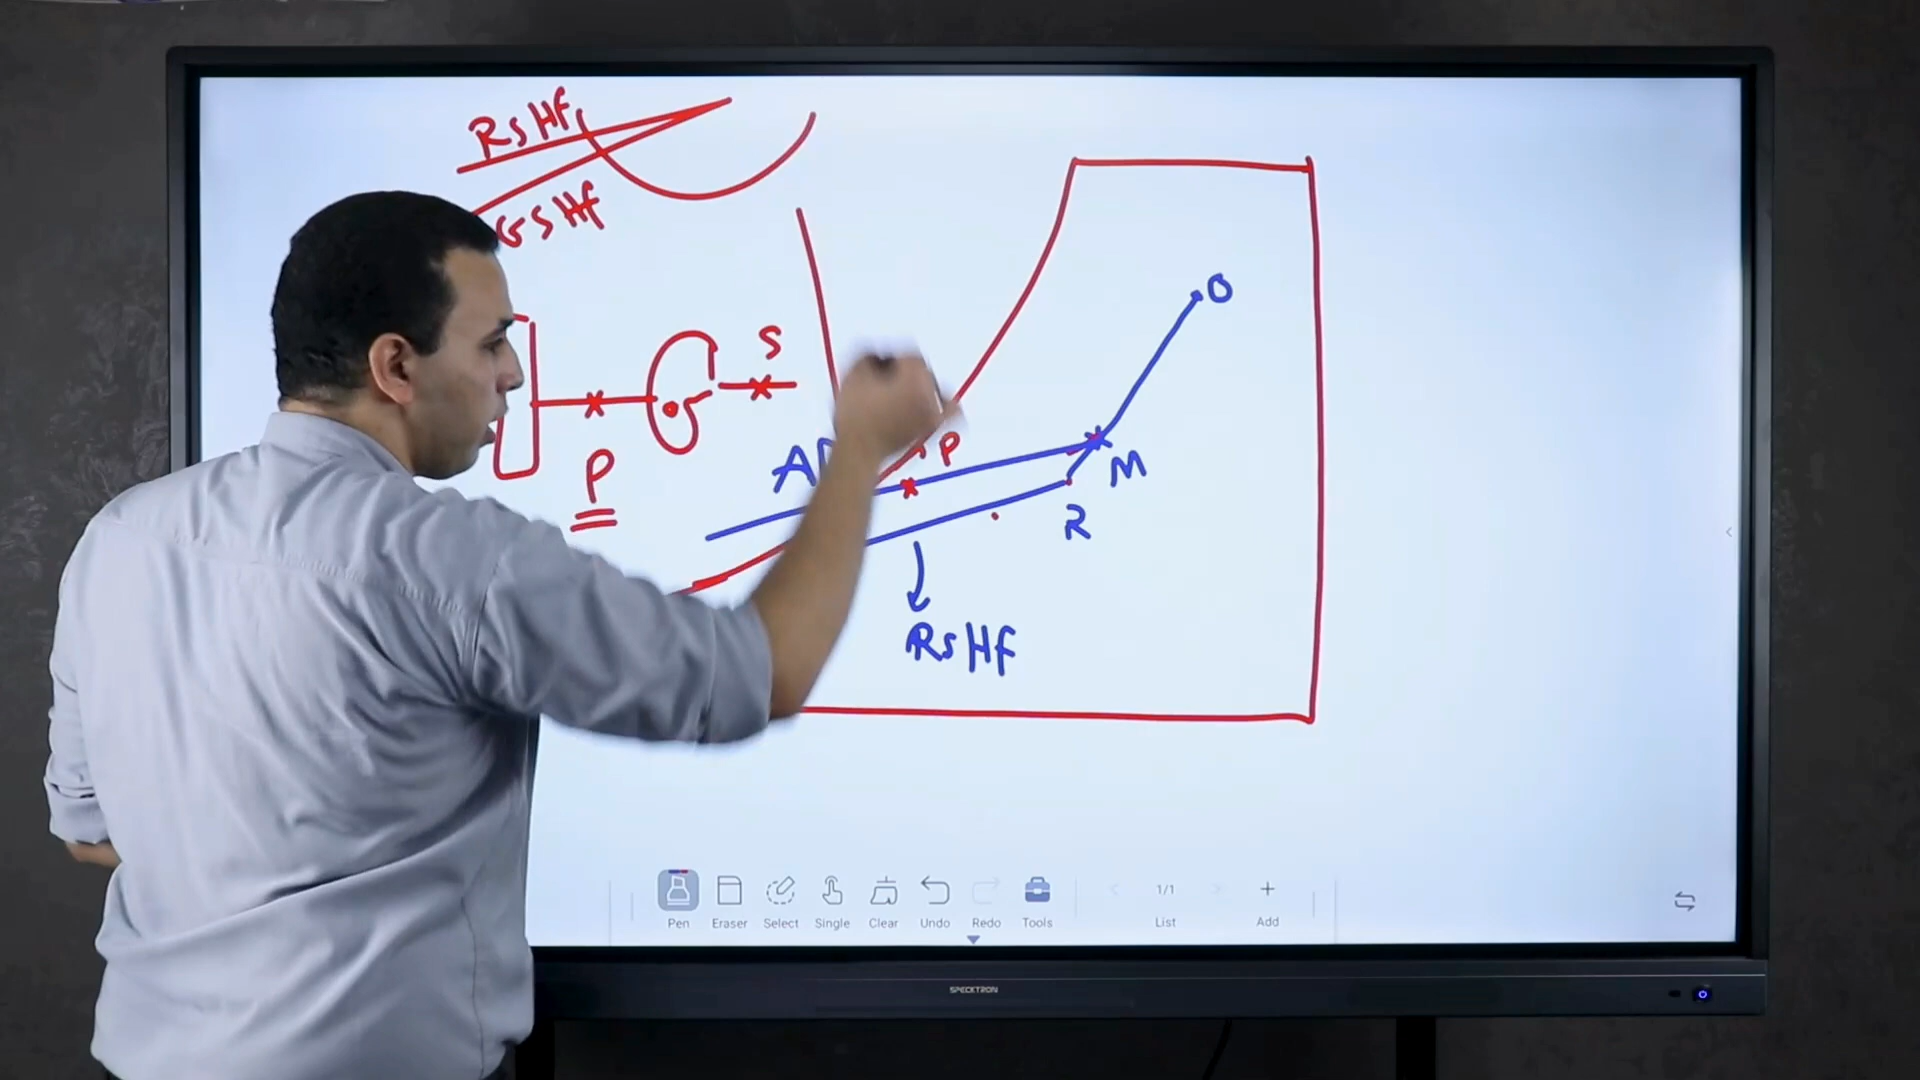 RsHf
GSHf
S
P
O
P
M
R
RsHf
Pen
Eraser
Select
Single
Clear
Undo
Redo
Tools
1/1
List
Add
SPECKTRON